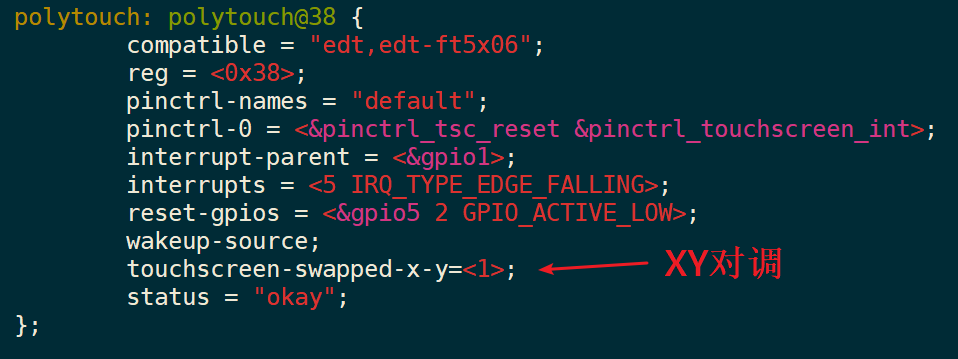 polytouch: polytouch@38 {
compatible = "edt,edt-ft5x06";
reg = <0x38>;
pinctrl-names = "default";
pinctrl-0 = <&pinctrl_tsc_reset &pinctrl_touchscreen_int>;
interrupt-parent = <&gpio1>;
interrupts = <5 IRQ_TYPE_EDGE_FALLING>;
reset-gpios = <&gpio5 2 GPIO_ACTIVE_LOW>;
wakeup-source;
touchscreen-swapped-x-y=<1>; XY对调
status = "okay";
};